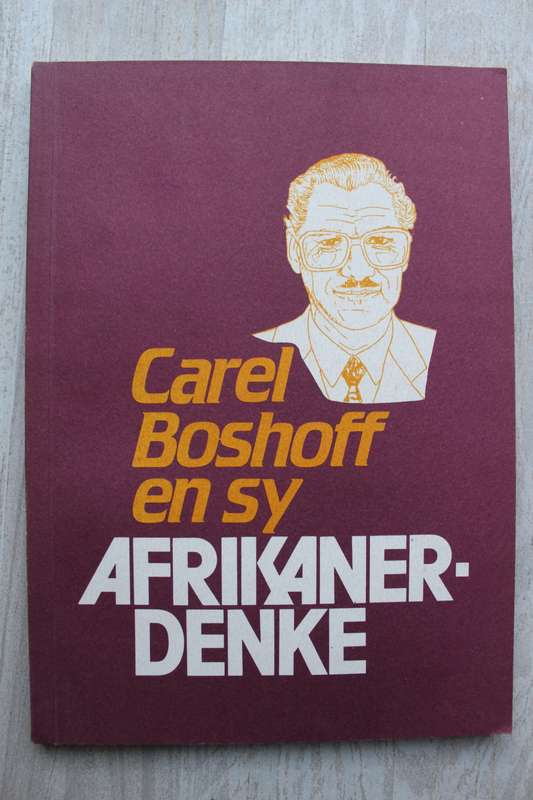 Carel
Boshoff
en sy
AFRIKANER-
DENKE